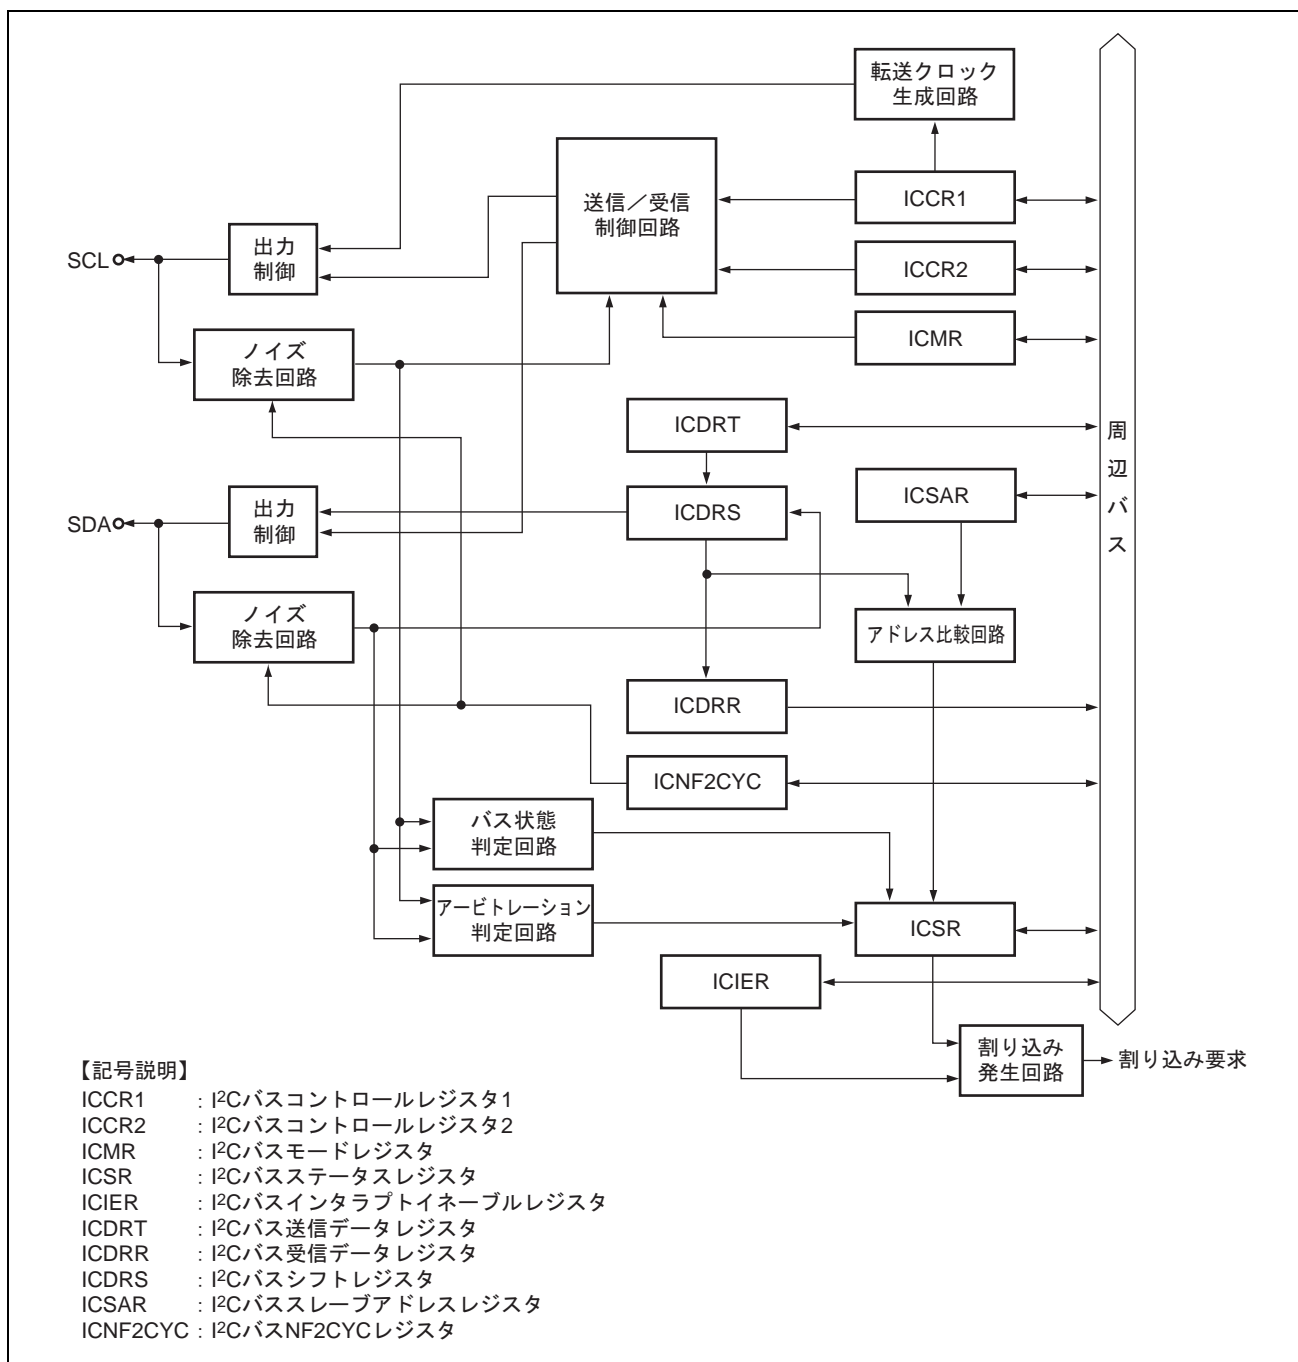 転送クロック
生成回路
送信／受信
制御回路
ICCR1
出力
制御
SCL
ICCR2
ICMR
ノイズ
除去回路
ICDRT
周辺バス
ICSAR
出力
制御
SDA
ICDRS
ノイズ
除去回路
アドレス比較回路
ICDRR
ICNF2CYC
バス状態
判定回路
アービトレーション
判定回路
ICSR
ICIER
割り込み
発生回路
割り込み要求
【記号説明】
ICCR1 : I2Cバスコントロールレジスタ1
ICCR2 : I2Cバスコントロールレジスタ2
ICMR : I2Cバスモードレジスタ
ICSR : I2Cバスステータスレジスタ
ICIER : I2Cバスインタラプトイネーブルレジスタ
ICDRT : I2Cバス送信データレジスタ
ICDRR : I2Cバス受信データレジスタ
ICDRS : I2Cバスシフトレジスタ
ICSAR : I2Cバススレーブアドレスレジスタ
ICNF2CYC : I2CバスNF2CYCレジスタ